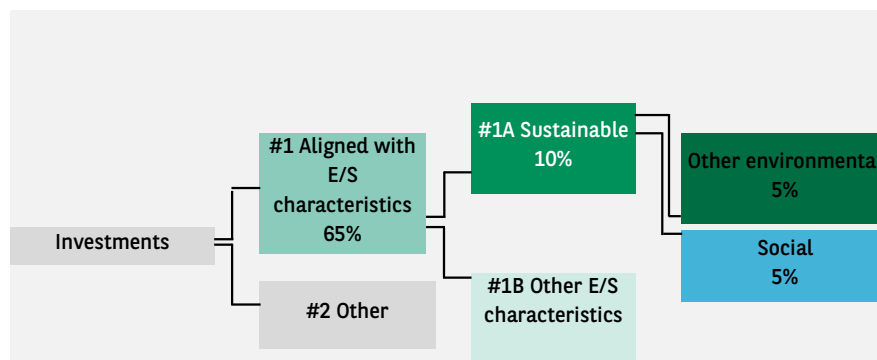 Investments
#1 Aligned with
E/S
characteristics
65%
#2 Other
#1A Sustainable
10%
#1B Other E/S
characteristics
Other environmenta
5%
Social
5%